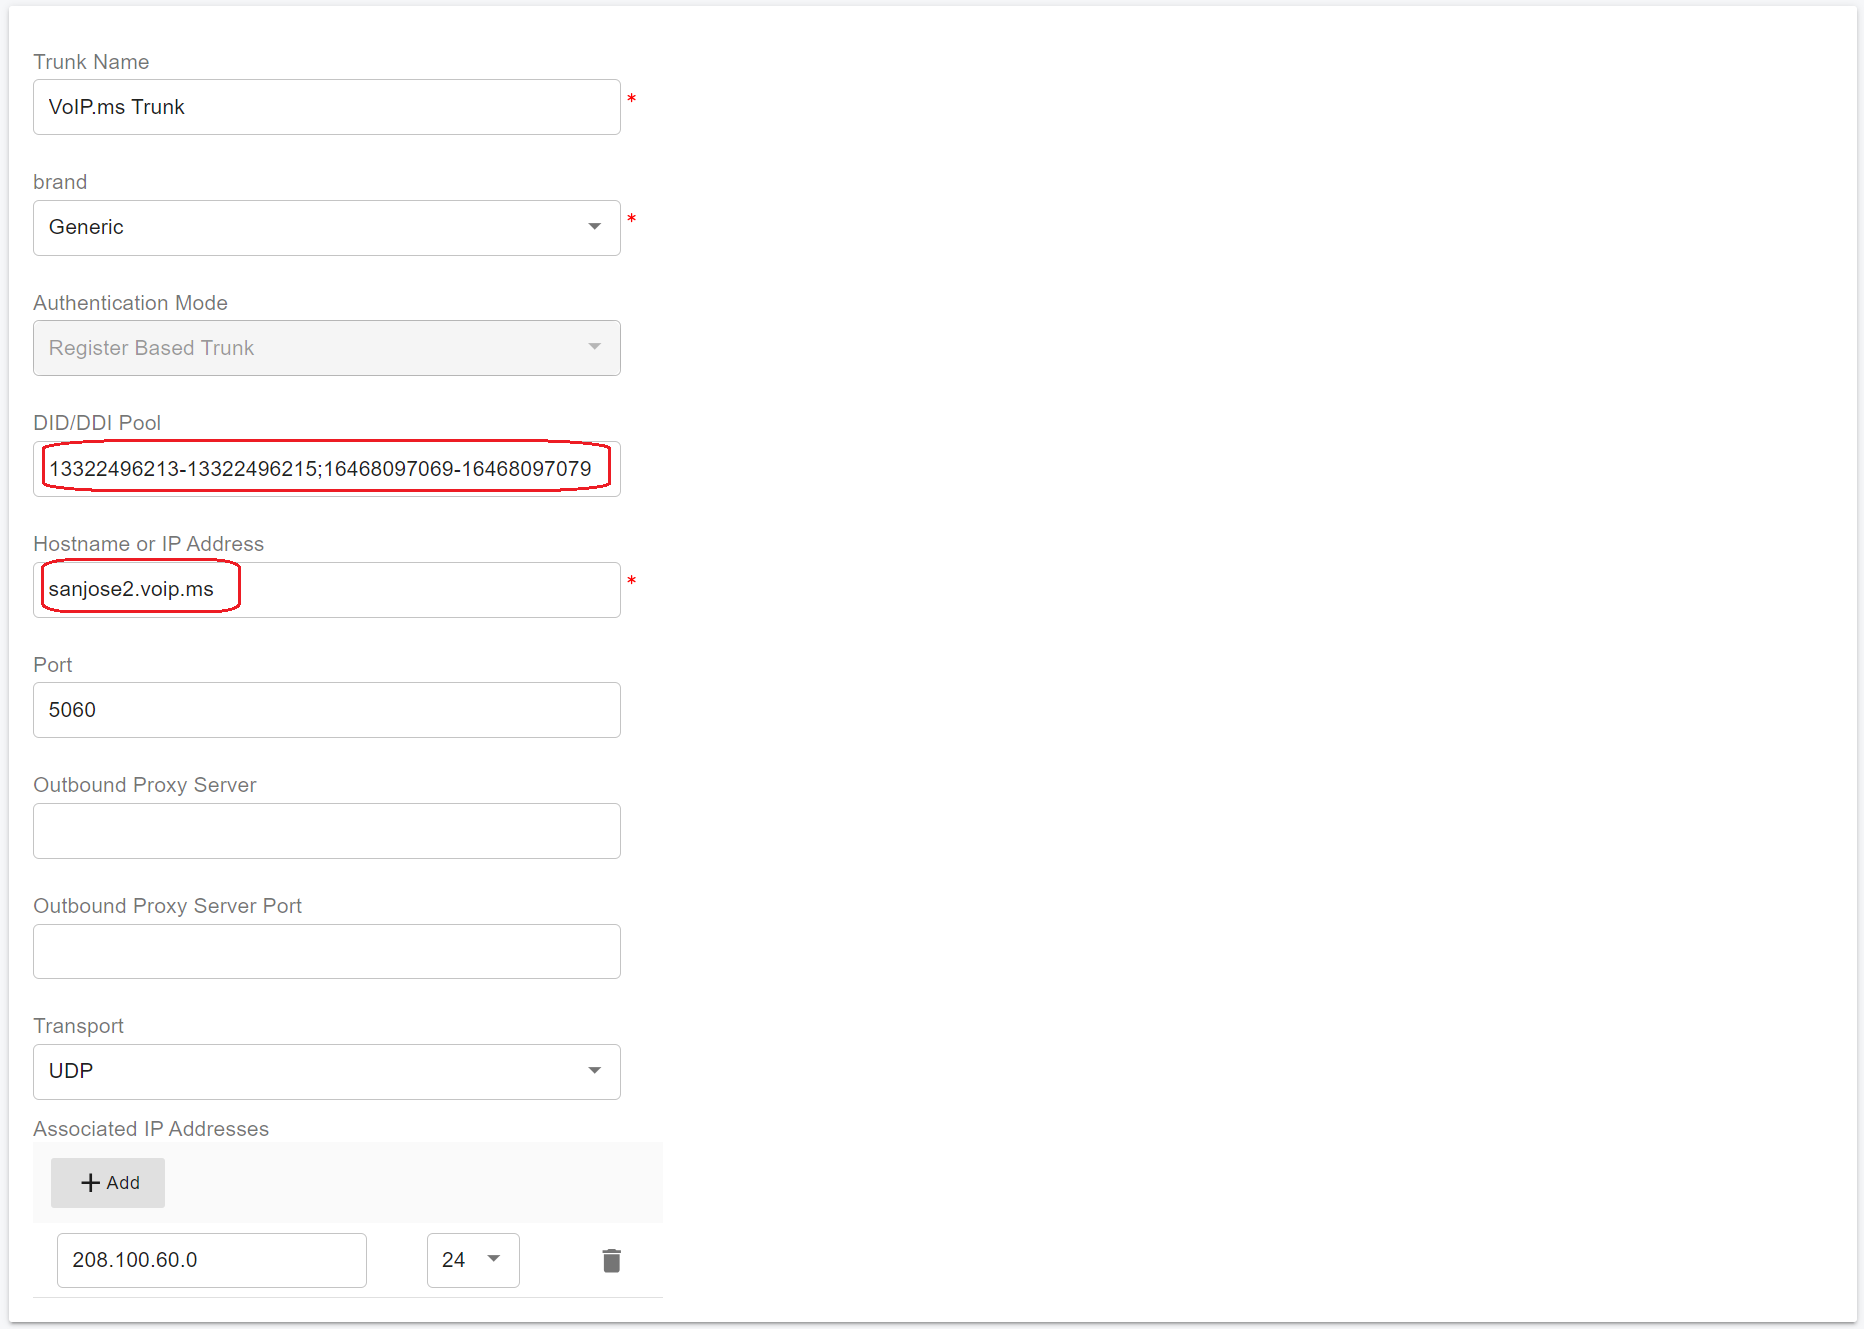 Trunk Name
VoIP.ms Trunk *
brand
Generic *
Authentication Mode
Register Based Trunk
DID/DDI Pool
13322496213-13322496215;16468097069-16468097079
Hostname or IP Address
sanjose2.voip.ms *
Port
5060
Outbound Proxy Server
Outbound Proxy Server Port
Transport
UDP
Associated IP Addresses
+ Add
208.100.60.0 24